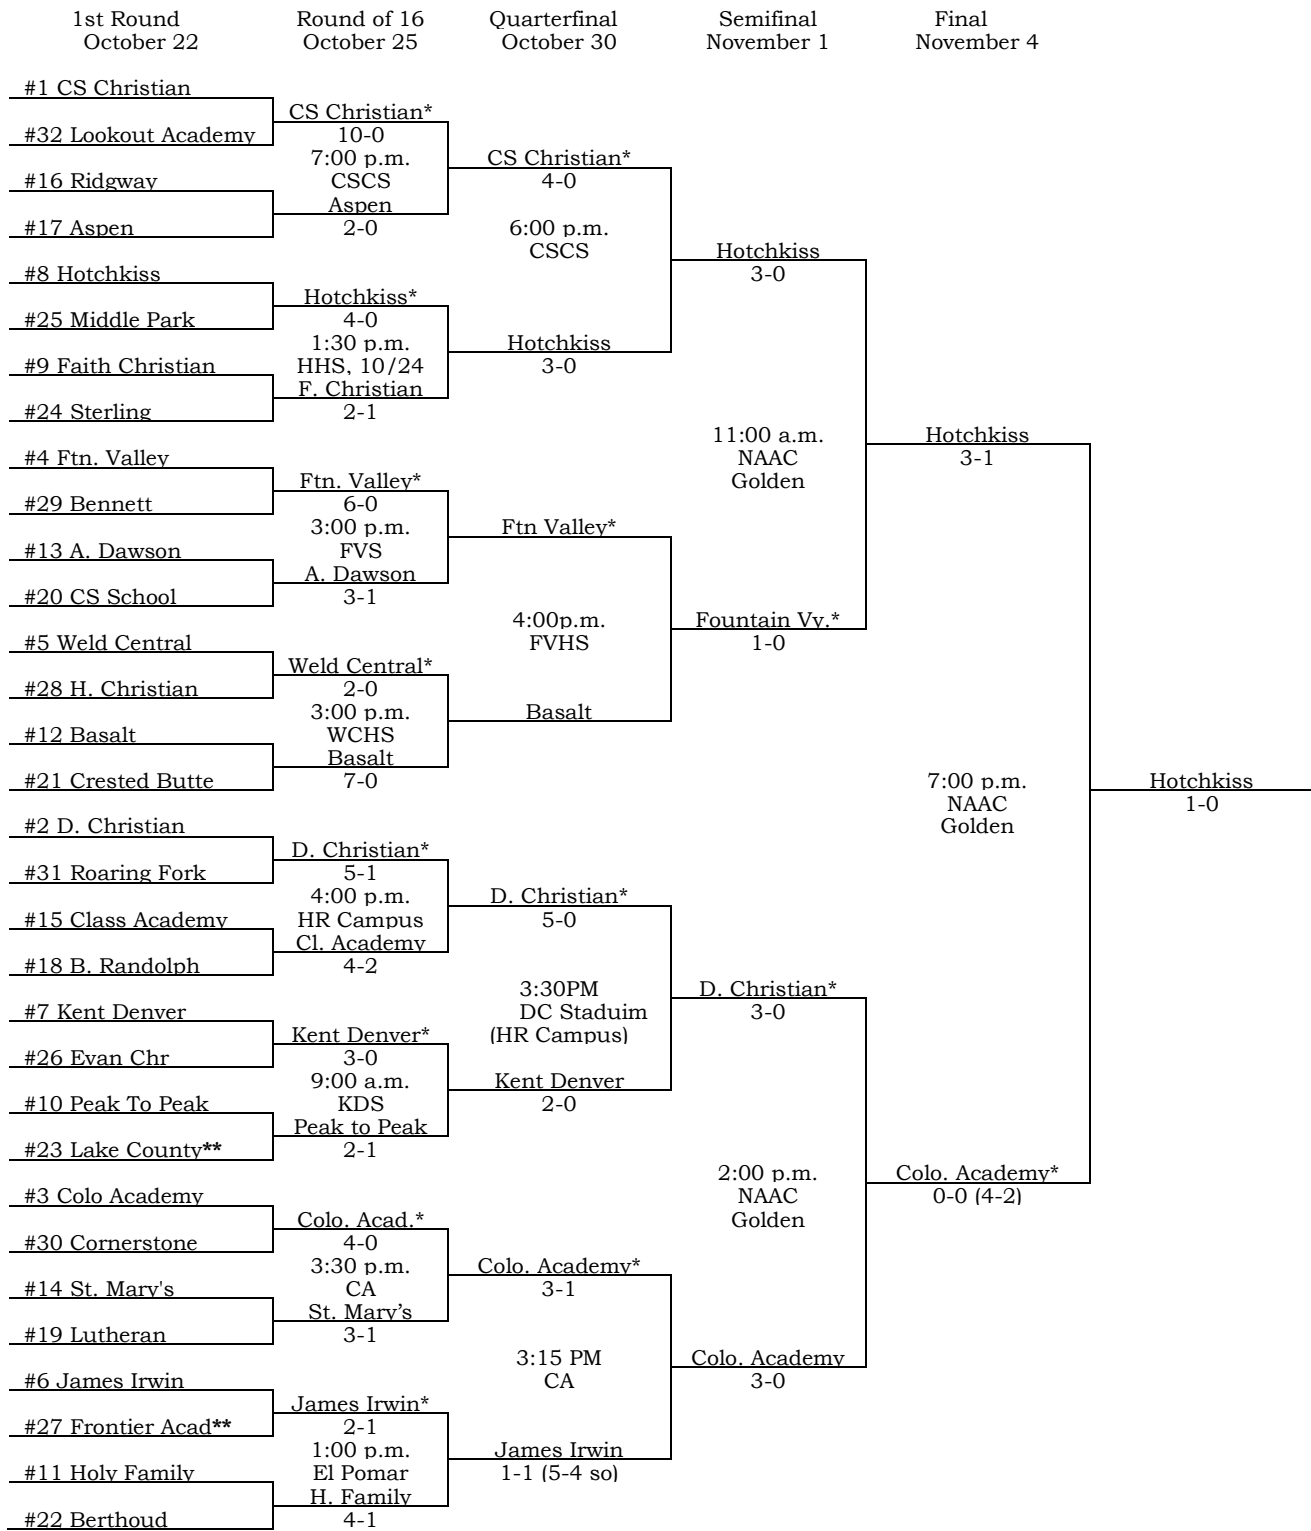 1st Round
October 22
Round of 16
October 25
Quarterfinal
October 30
Semifinal
November 1
Final
November 4
#1 CS Christian
#32 Lookout Academy
#16 Ridgway
#17 Aspen
#8 Hotchkiss
#25 Middle Park
#9 Faith Christian
#24 Sterling
#4 Ftn. Valley
#29 Bennett
#13 A. Dawson
#20 CS School
#5 Weld Central
#28 H. Christian
#12 Basalt
#21 Crested Butte
#2 D. Christian
#31 Roaring Fork
#15 Class Academy
#18 B. Randolph
#7 Kent Denver
#26 Evan Chr
#10 Peak To Peak
#23 Lake County**
#3 Colo Academy
#30 Cornerstone
#14 St. Mary's
#19 Lutheran
#6 James Irwin
#27 Frontier Acad**
#11 Holy Family
#22 Berthoud
CS Christian*
10-0
7:00 p.m.
CSCS
Aspen
2-0
Hotchkiss*
4-0
1:30 p.m.
HHS, 10/24
F. Christian
2-1
Ftn. Valley*
6-0
3:00 p.m.
FVS
A. Dawson
3-1
Weld Central*
2-0
3:00 p.m.
WCHS
Basalt
7-0
D. Christian*
5-1
4:00 p.m.
HR Campus
Cl. Academy
4-2
Kent Denver*
3-0
9:00 a.m.
KDS
Peak to Peak
2-1
Colo. Acad.*
4-0
3:30 p.m.
CA
St. Mary’s
3-1
James Irwin*
2-1
1:00 p.m.
El Pomar
H. Family
4-1
CS Christian*
4-0
6:00 p.m.
CSCS
Hotchkiss
3-0
Ftn Valley*
4:00p.m.
FVHS
Basalt
D. Christian*
5-0
3:30PM
DC Staduim
(HR Campus)
Kent Denver
2-0
Colo. Academy*
3-1
3:15 PM
CA
James Irwin
1-1 (5-4 so)
Hotchkiss
3-0
11:00 a.m.
NAAC
Golden
Fountain Vy.*
1-0
D. Christian*
3-0
2:00 p.m.
NAAC
Golden
Colo. Academy
3-0
Hotchkiss
3-1
7:00 p.m.
NAAC
Golden
Colo. Academy*
0-0 (4-2)
Hotchkiss
1-0